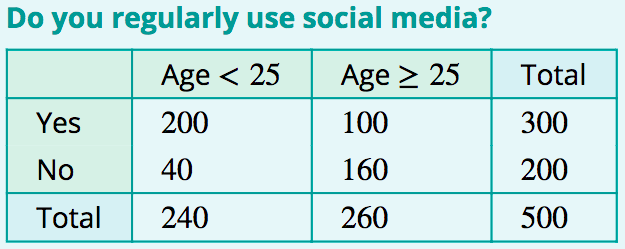 Do you regularly use social media?
Age < 25 Age ≥ 25 Total
Yes 200 100 300
No 40 160 200
Total 240 260 500